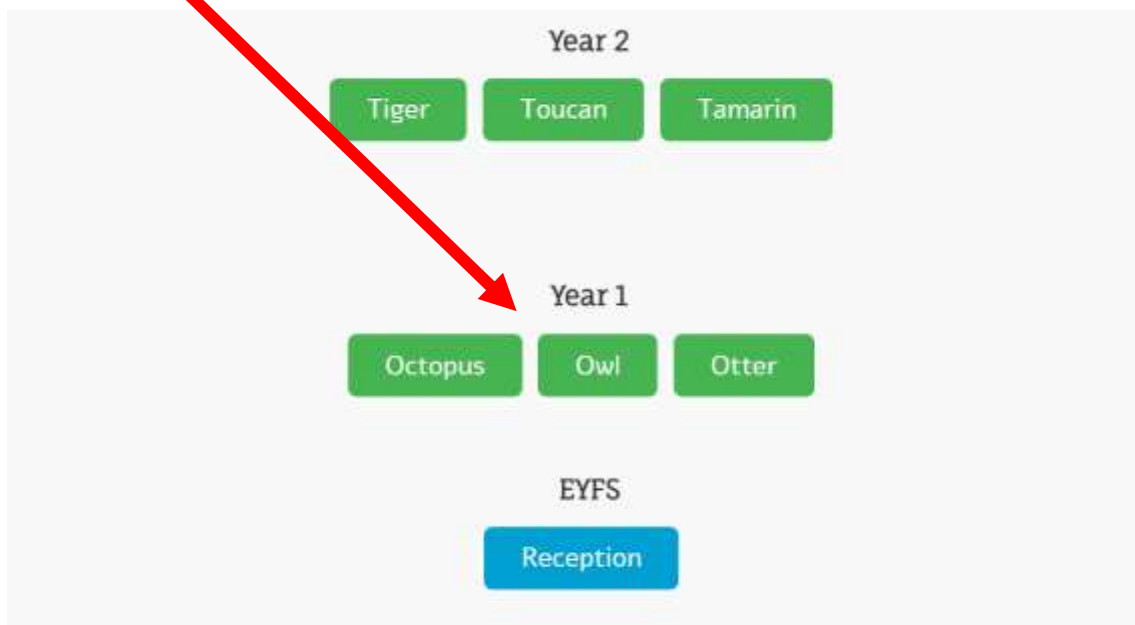 Year 2
Tiger Toucan Tamarin
Year 1
Octopus Owl Otter
EYFS
Reception